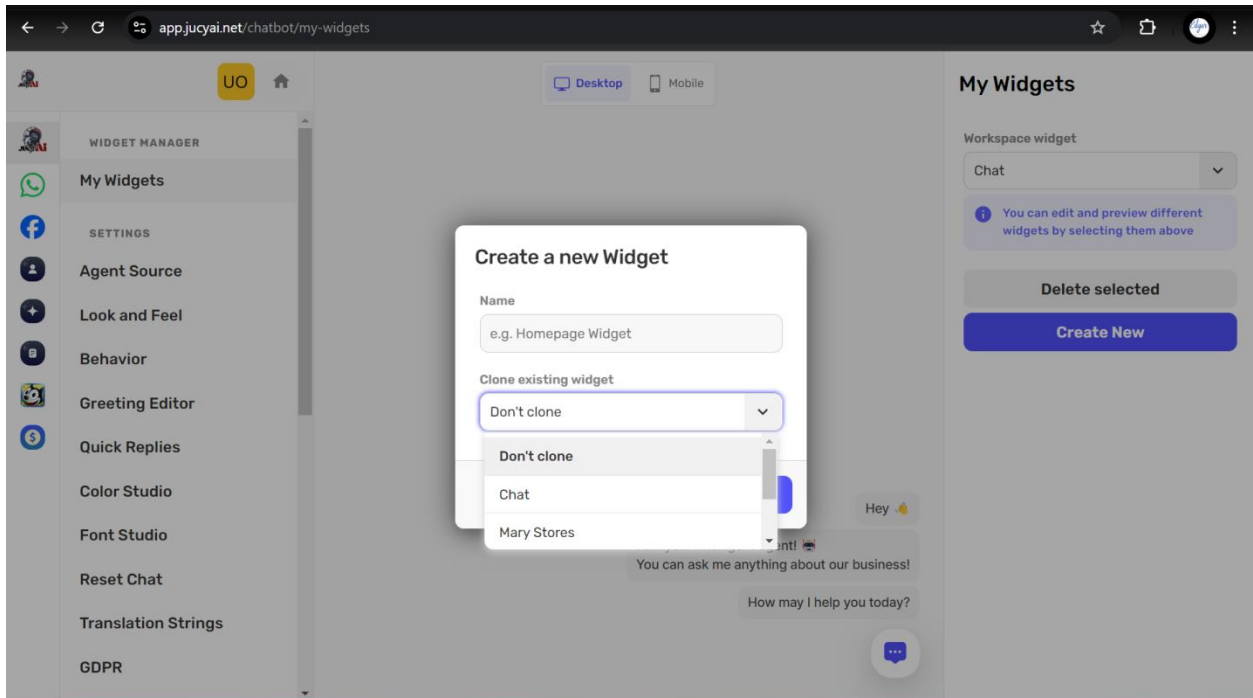 app.jucyai.net/chatbot/my-widgets
UO
Desktop
Mobile
WIDGET MANAGER
My Widgets
SETTINGS
Agent Source
Look and Feel
Behavior
Greeting Editor
Quick Replies
Color Studio
Font Studio
Reset Chat
Translation Strings
GDPR
Create a new Widget
Name
e.g. Homepage Widget
Clone existing widget
Don't clone
Don't clone
Chat
Mary Stores
Hey 👋
You can ask me anything about our business!
How may I help you today?
My Widgets
Workspace widget
Chat
You can edit and preview different
widgets by selecting them above
Delete selected
Create New